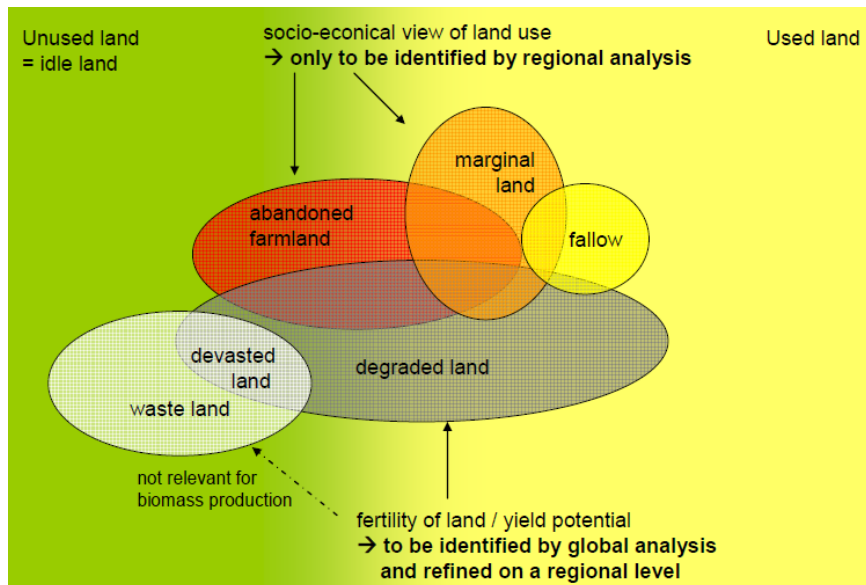 Unused land
= idle land
socio-econical view of land use
→ only to be identified by regional analysis
Used land
marginal
land
abandoned
farmland
fallow
devasted
land
degraded land
waste land
not relevant for
biomass production
fertility of land / yield potential
→ to be identified by global analysis
and refined on a regional level